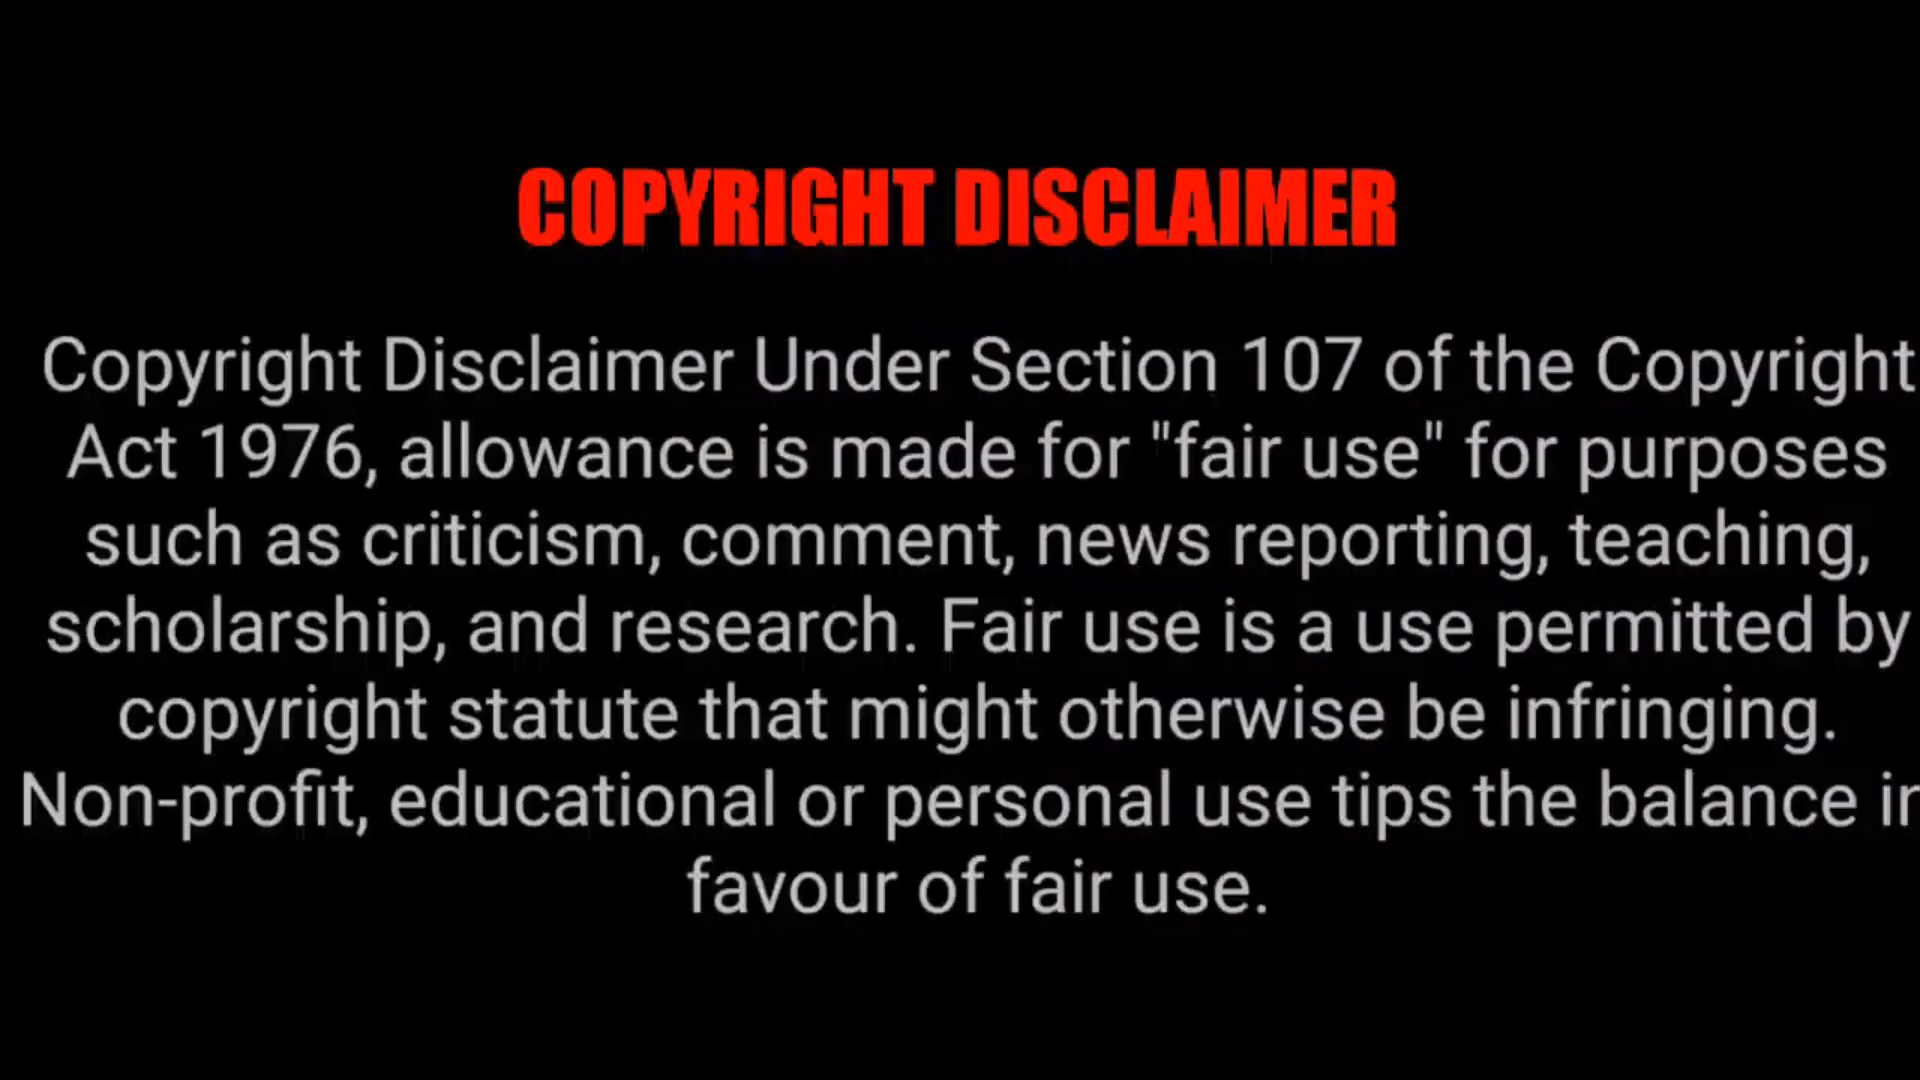 COPYRIGHT DISCLAIMER
Copyright Disclaimer Under Section 107 of the Copyright
Act 1976, allowance is made for "fair use" for purposes
such as criticism, comment, news reporting, teaching,
scholarship, and research. Fair use is a use permitted by
copyright statute that might otherwise be infringing.
Non-profit, educational or personal use tips the balance in
favour of fair use.